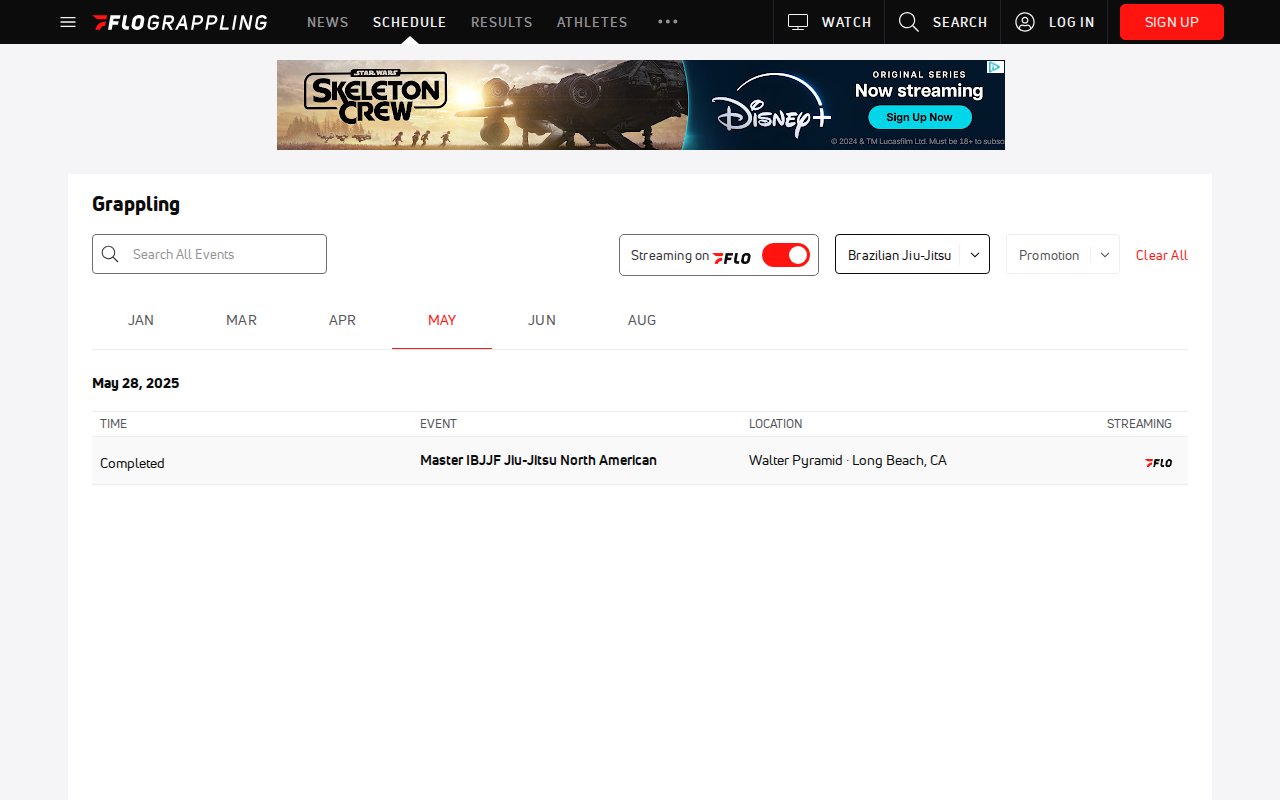 FLOGRAPPLING NEWS SCHEDULE RESULTS ATHLETES ••• WATCH SEARCH LOG IN SIGN UP
STAR WARS
SKELETON
CREW
Disney+
ORIGINAL SERIES
Now streaming
Sign Up Now
© 2024 & TM Lucasfilm Ltd. Must be 18+ to subsc
Grappling
Search All Events Streaming on FLO Brazilian Jiu-Jitsu Promotion Clear All
JAN MAR APR MAY JUN AUG
May 28, 2025
TIME EVENT LOCATION STREAMING
Completed Master IBJJF Jiu-Jitsu North American Walter Pyramid · Long Beach, CA FLO